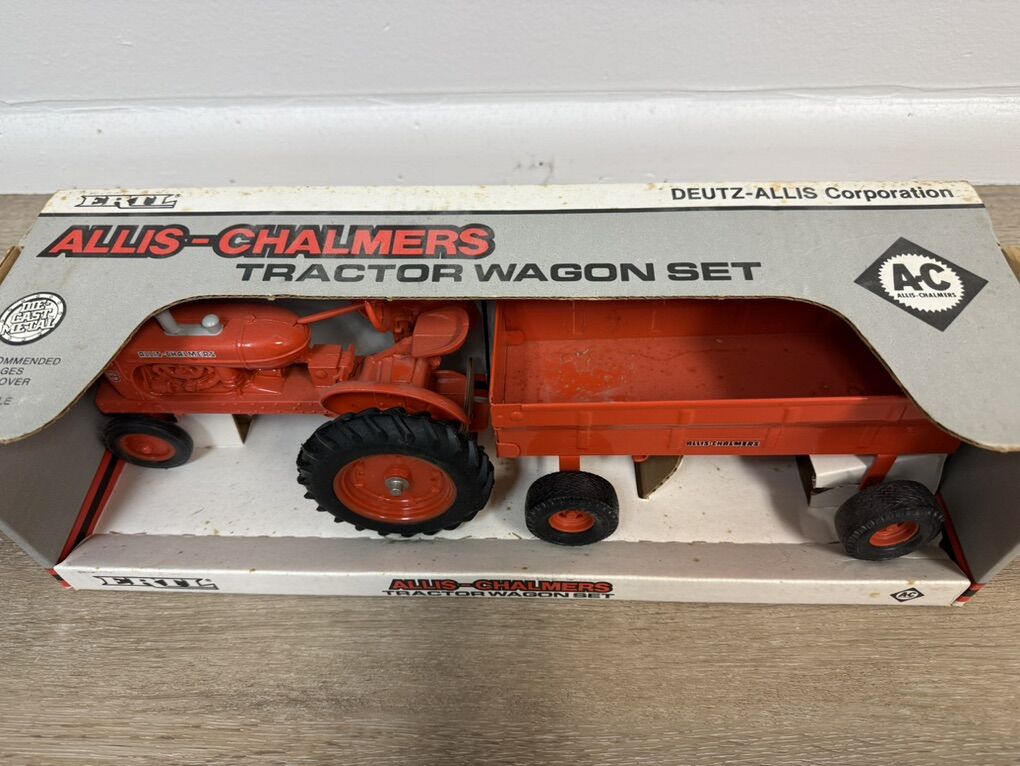 ERTL®
DEUTZ-ALLIS Corporation
ALLIS-CHALMERS
TRACTOR WAGON SET
A-C
ALLIS-CHALMERS
DIE-
CAST
METAL
OMMENDED
GES
OVER
LE
ALLIS-CHALMERS
ALLIS-CHALMERS
ERTL®
ALLIS-CHALMERS
TRACTOR WAGON SET
A-C